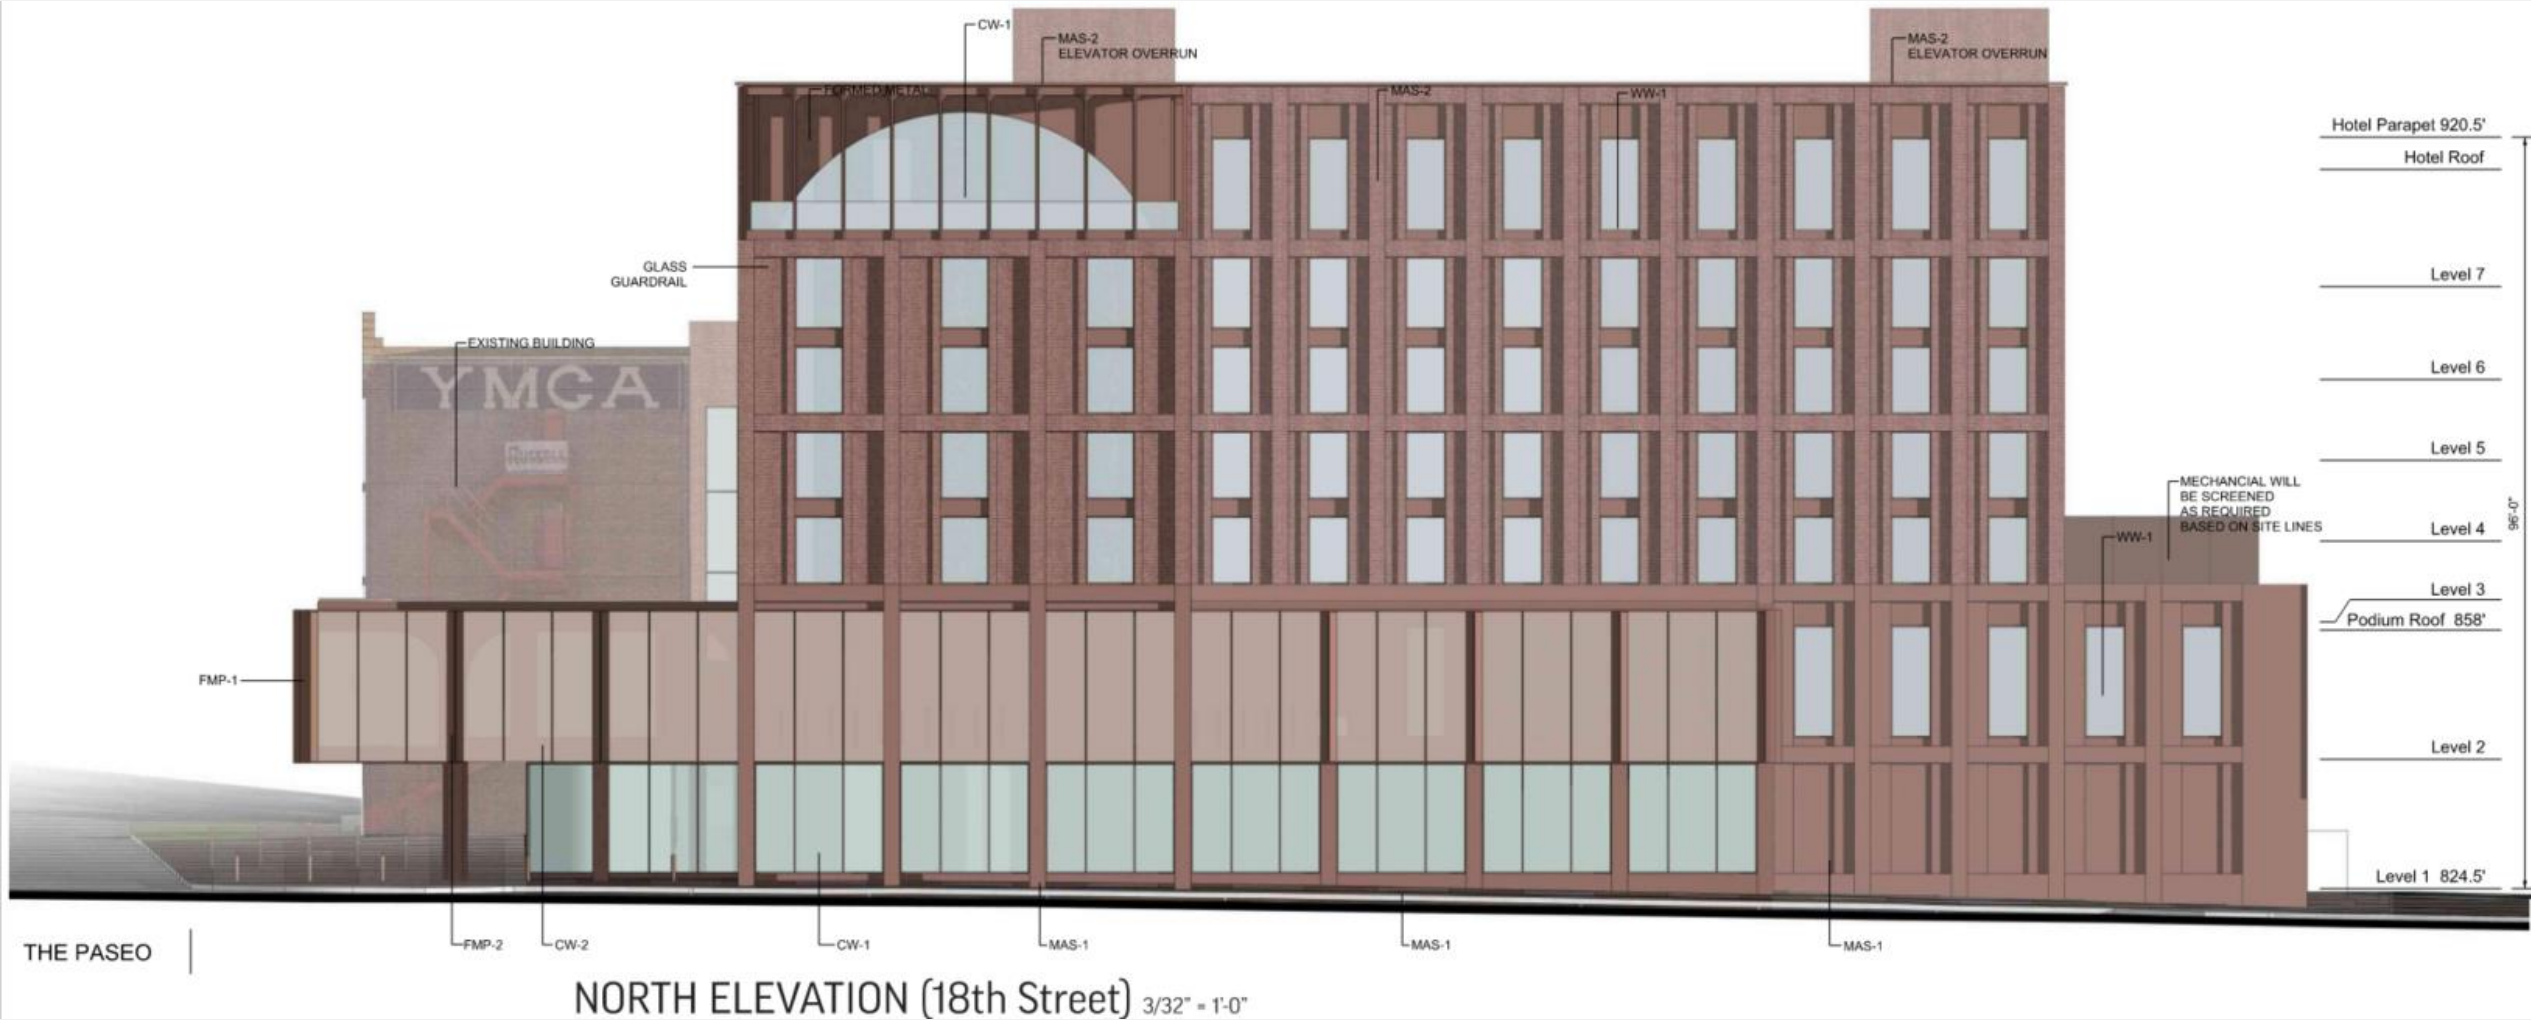 CW-1
MAS-2
ELEVATOR OVERRUN
MAS-2
ELEVATOR OVERRUN
FORMED METAL
MAS-2
WW-1
Hotel Parapet 920.5'
Hotel Roof
GLASS
GUARDRAIL
Level 7
EXISTING BUILDING
YMCA
Level 6
RUSSELL
Level 5
MECHANCIAL WILL
BE SCREENED
AS REQUIRED
BASED ON SITE LINES
96'-0"
Level 4
WW-1
Level 3
Podium Roof 858'
FMP-1
Level 2
Level 1 824.5'
THE PASEO
FMP-2
CW-2
CW-1
MAS-1
MAS-1
MAS-1
NORTH ELEVATION (18th Street) 3/32" = 1'-0"